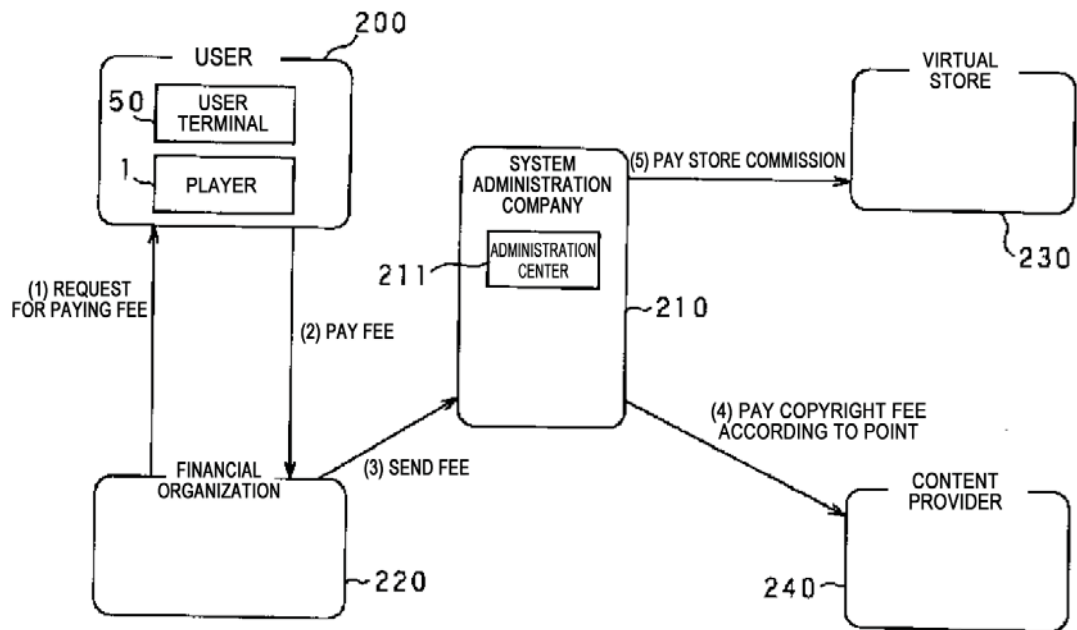 200
USER
50
USER
TERMINAL
1
PLAYER
VIRTUAL
STORE
230
SYSTEM
ADMINISTRATION
COMPANY
211
ADMINISTRATION
CENTER
210
(5) PAY STORE COMMISSION
(1) REQUEST
FOR PAYING FEE
(2) PAY FEE
(3) SEND FEE
(4) PAY COPYRIGHT FEE
ACCORDING TO POINT
FINANCIAL
ORGANIZATION
220
CONTENT
PROVIDER
240